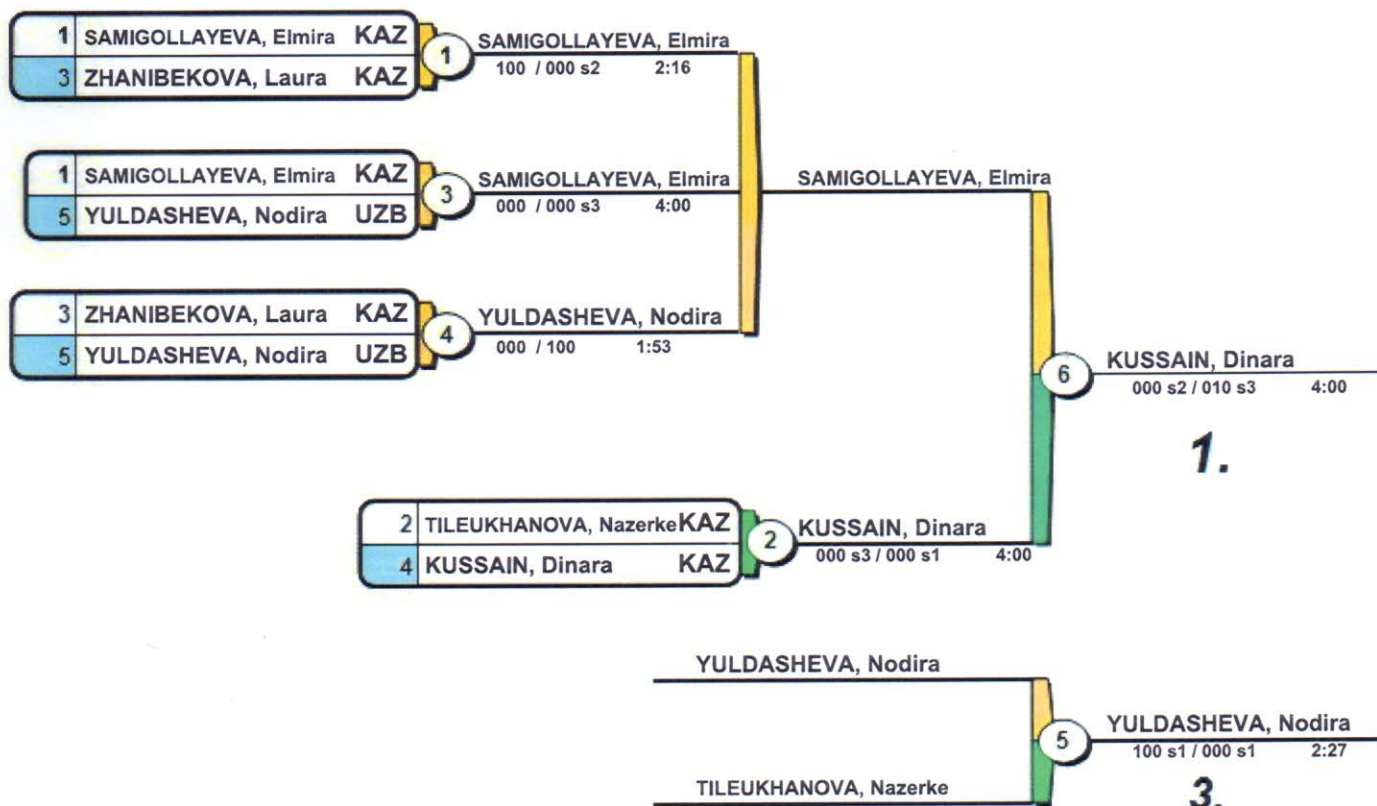 1 SAMIGOLLAYEVA, Elmira KAZ
3 ZHANIBEKOVA, Laura KAZ
1
SAMIGOLLAYEVA, Elmira
100 / 000 s2 2:16
1 SAMIGOLLAYEVA, Elmira KAZ
5 YULDASHEVA, Nodira UZB
3
SAMIGOLLAYEVA, Elmira
000 / 000 s3 4:00
SAMIGOLLAYEVA, Elmira
3 ZHANIBEKOVA, Laura KAZ
5 YULDASHEVA, Nodira UZB
4
YULDASHEVA, Nodira
000 / 100 1:53
6
KUSSAIN, Dinara
000 s2 / 010 s3 4:00
1.
2 TILEUKHANOVA, Nazerke KAZ
4 KUSSAIN, Dinara KAZ
2
KUSSAIN, Dinara
000 s3 / 000 s1 4:00
YULDASHEVA, Nodira
5
YULDASHEVA, Nodira
100 s1 / 000 s1 2:27
TILEUKHANOVA, Nazerke
3.